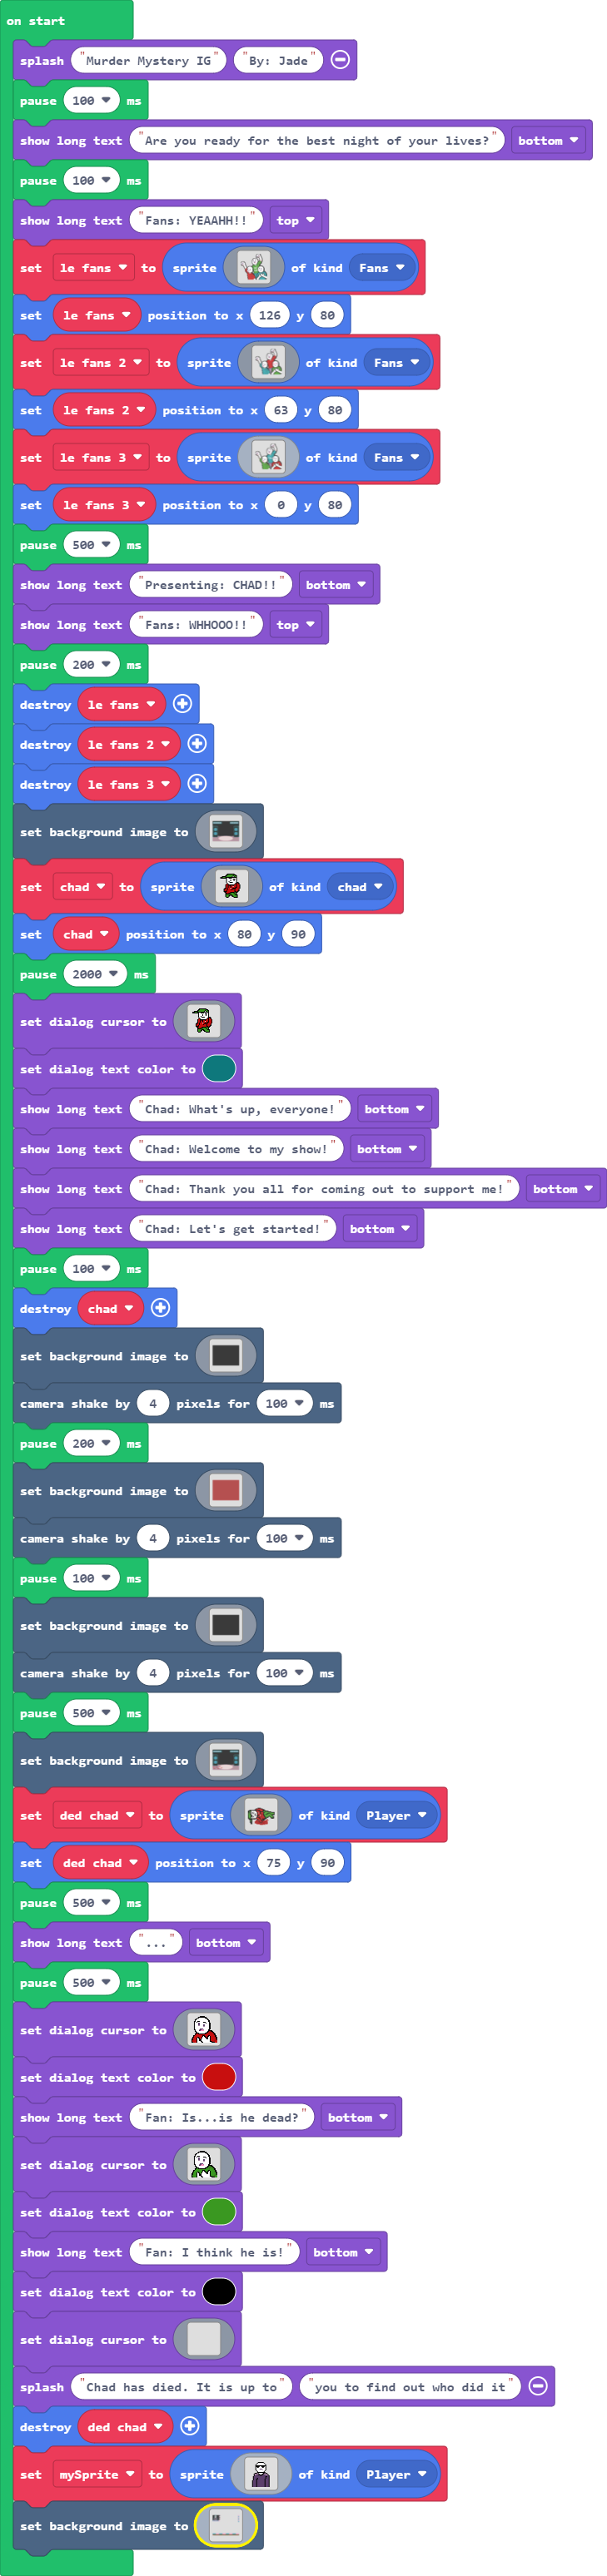 on start
splash "Murder Mystery IG" "By: Jade"
pause 100 ms
show long text "Are you ready for the best night of your lives?" bottom
pause 100 ms
show long text "Fans: YEAAHH!!" top
set le fans to sprite of kind Fans
set le fans position to x 126 y 80
set le fans 2 to sprite of kind Fans
set le fans 2 position to x 63 y 80
set le fans 3 to sprite of kind Fans
set le fans 3 position to x 0 y 80
pause 500 ms
show long text "Presenting: CHAD!!" bottom
show long text "Fans: WHHOOO!!" top
pause 200 ms
destroy le fans
destroy le fans 2
destroy le fans 3
set background image to
set chad to sprite of kind chad
set chad position to x 80 y 90
pause 2000 ms
set dialog cursor to
set dialog text color to
show long text "Chad: What's up, everyone!" bottom
show long text "Chad: Welcome to my show!" bottom
show long text "Chad: Thank you all for coming out to support me!" bottom
show long text "Chad: Let's get started!" bottom
pause 100 ms
destroy chad
set background image to
camera shake by 4 pixels for 100 ms
pause 200 ms
set background image to
camera shake by 4 pixels for 100 ms
pause 100 ms
set background image to
camera shake by 4 pixels for 100 ms
pause 500 ms
set background image to
set ded chad to sprite of kind Player
set ded chad position to x 75 y 90
pause 500 ms
show long text "..." bottom
pause 500 ms
set dialog cursor to
set dialog text color to
show long text "Fan: Is...is he dead?" bottom
set dialog cursor to
set dialog text color to
show long text "Fan: I think he is!" bottom
set dialog text color to
set dialog cursor to
splash "Chad has died. It is up to" "you to find out who did it"
destroy ded chad
set mySprite to sprite of kind Player
set background image to